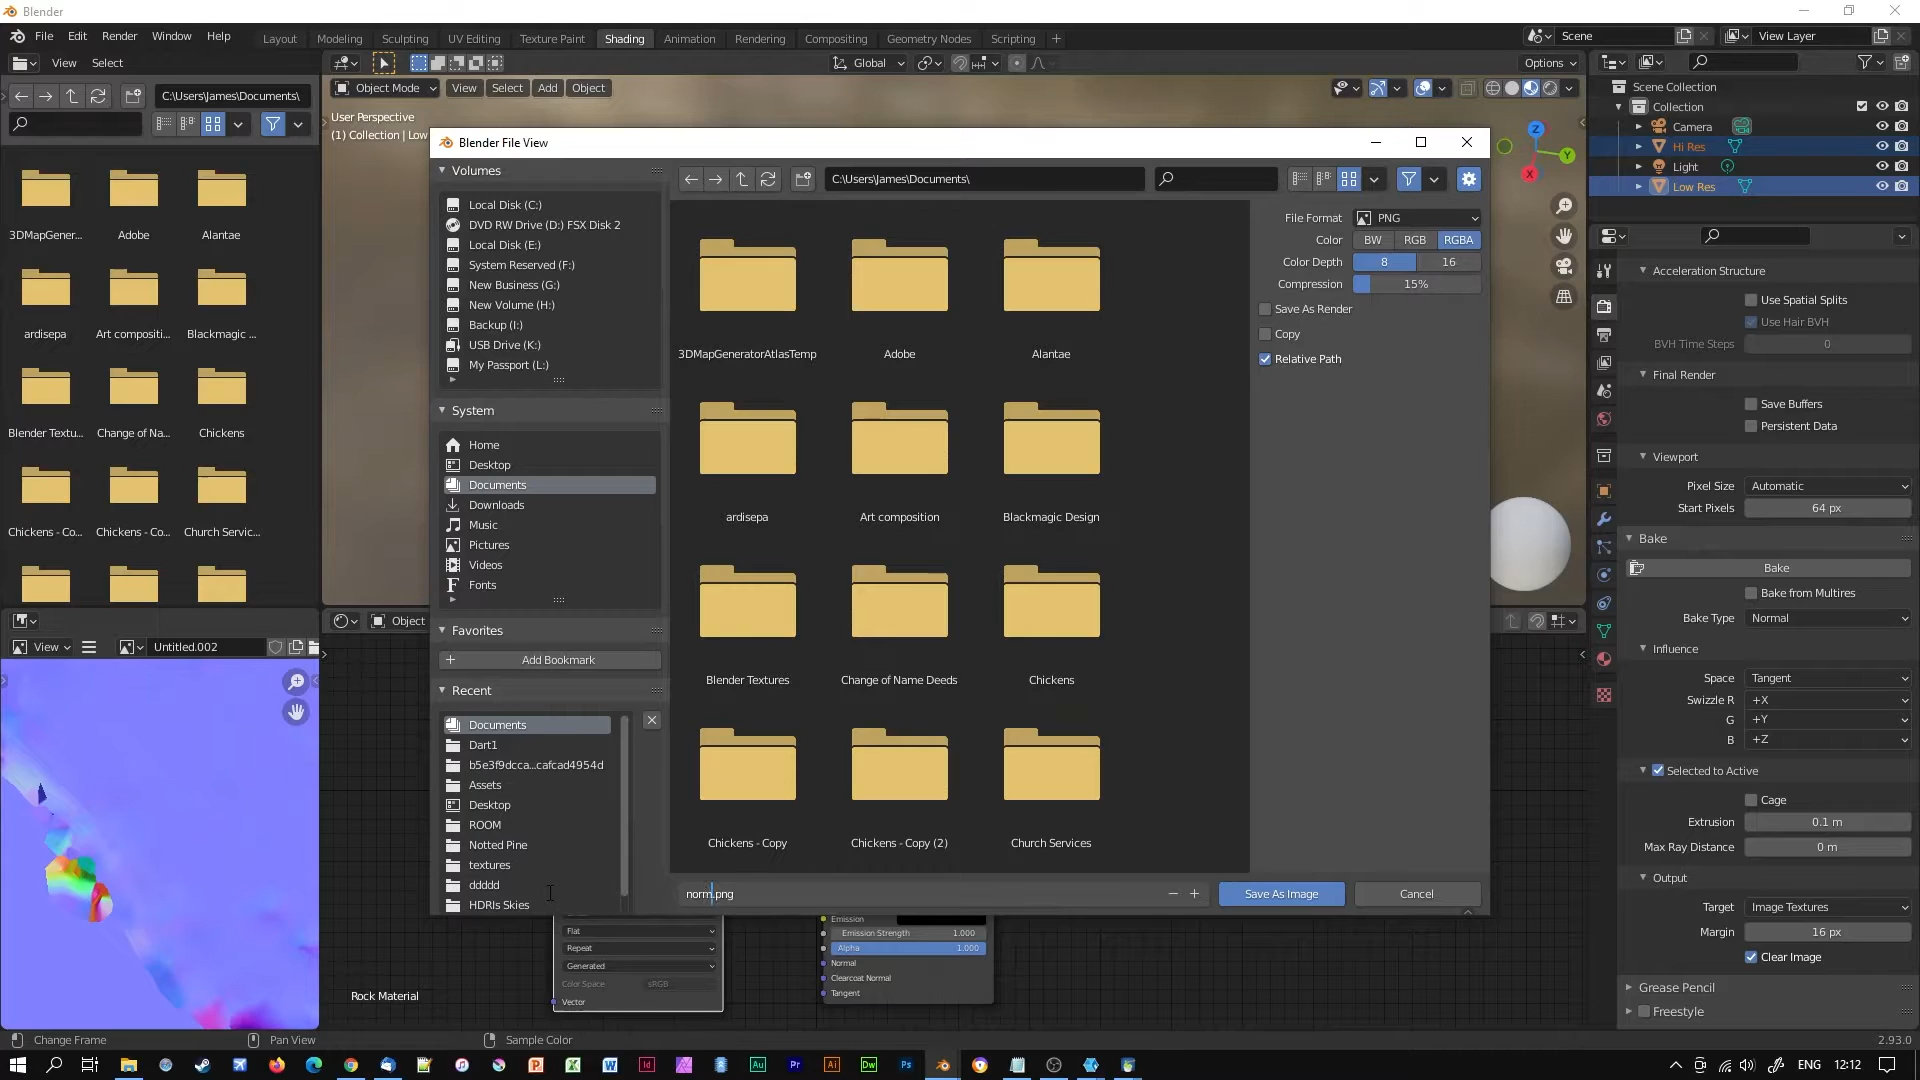 Blender
File Edit Render Window Help
Layout Modeling Sculpting UV Editing Texture Paint Shading Animation Rendering Compositing Geometry Nodes Scripting +
Scene
View Layer
View Select
Global
Options
C:\Users\James\Documents\
Object Mode View Select Add Object
User Perspective
(1) Collection | Low
3DMapGener... Adobe Alantae
ardisepa Art compositi... Blackmagic ...
Blender Textu... Change of Na... Chickens
Chickens - Co... Chickens - Co... Church Servic...
Blender File View
Volumes
Local Disk (C:)
DVD RW Drive (D:) FSX Disk 2
Local Disk (E:)
System Reserved (F:)
New Business (G:)
New Volume (H:)
Backup (I:)
USB Drive (K:)
My Passport (L:)
System
Home
Desktop
Documents
Downloads
Music
Pictures
Videos
Fonts
Favorites
Add Bookmark
Recent
Documents
Dart1
b5e3f9dcca...cafcad4954d
Assets
Desktop
ROOM
Notted Pine
textures
ddddd
HDRIs Skies
C:\Users\James\Documents\
3DMapGeneratorAtlasTemp Adobe Alantae
ardisepa Art composition Blackmagic Design
Blender Textures Change of Name Deeds Chickens
Chickens - Copy Chickens - Copy (2) Church Services
norm.png
Save As Image
Cancel
File Format PNG
Color BW RGB RGBA
Color Depth 8 16
Compression 15%
Save As Render
Copy
Relative Path
Z
Y
X
Scene Collection
Collection
Camera
Hi Res
Light
Low Res
Acceleration Structure
Use Spatial Splits
Use Hair BVH
BVH Time Steps 0
Final Render
Save Buffers
Persistent Data
Viewport
Pixel Size Automatic
Start Pixels 64 px
Bake
Bake
Bake from Multires
Bake Type Normal
Influence
Space Tangent
Swizzle R +X
G +Y
B +Z
Selected to Active
Cage
Extrusion 0.1 m
Max Ray Distance 0 m
Output
Target Image Textures
Margin 16 px
Clear Image
Grease Pencil
Freestyle
View
Untitled.002
Object
Flat
Repeat
Generated
Color Space sRGB
Vector
Emission
Emission Strength 1.000
Alpha 1.000
Normal
Clearcoat Normal
Tangent
Rock Material
Change Frame
Pan View
Sample Color
2.93.0
ENG 12:12